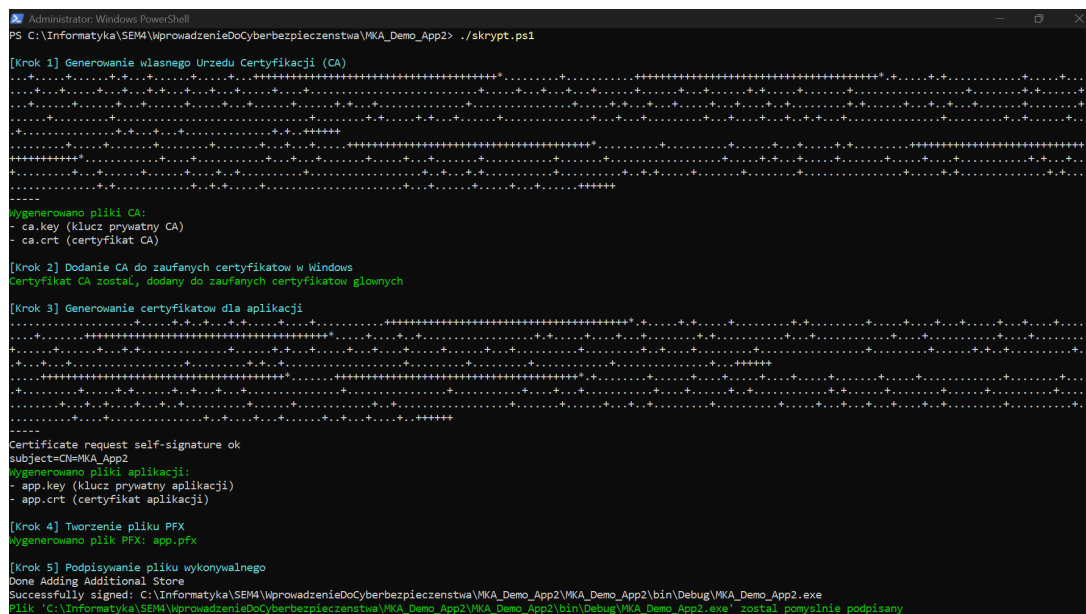 Administrator: Windows PowerShell
PS C:\Informatyka\SEM4\WprowadzenieDoCyberbezpieczenstwa\MKA_Demo_App2> ./skrypt.ps1
[Krok 1] Generowanie wlasnego Urzedu Certyfikacji (CA)
-----
Wygenerowano pliki CA:
- ca.key (klucz prywatny CA)
- ca.crt (certyfikat CA)
[Krok 2] Dodanie CA do zaufanych certyfikatow w Windows
Certyfikat CA zostaĹ, dodany do zaufanych certyfikatow glownych
[Krok 3] Generowanie certyfikatow dla aplikacji
-----
Certificate request self-signature ok
subject=CN=MKA_App2
Wygenerowano pliki aplikacji:
- app.key (klucz prywatny aplikacji)
- app.crt (certyfikat aplikacji)
[Krok 4] Tworzenie pliku PFX
Wygenerowano plik PFX: app.pfx
[Krok 5] Podpisywanie pliku wykonywalnego
Done Adding Additional Store
Successfully signed: C:\Informatyka\SEM4\WprowadzenieDoCyberbezpieczenstwa\MKA_Demo_App2\MKA_Demo_App2\bin\Debug\MKA_Demo_App2.exe
Plik 'C:\Informatyka\SEM4\WprowadzenieDoCyberbezpieczenstwa\MKA_Demo_App2\MKA_Demo_App2\bin\Debug\MKA_Demo_App2.exe' zostal pomyslnie podpisany